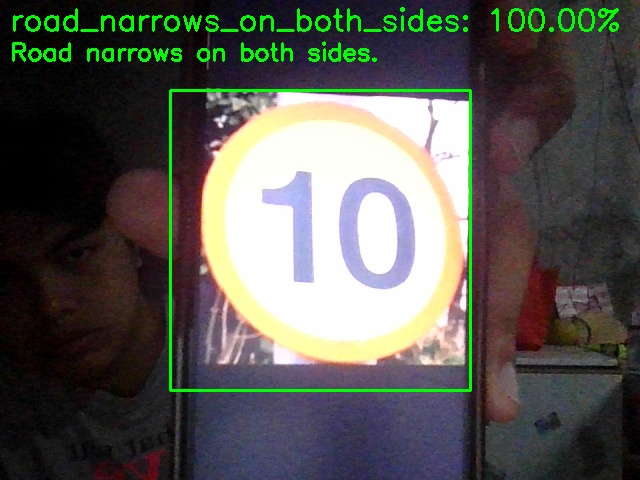 road_narrows_on_both_sides: 100.00%
Road narrows on both sides.
10